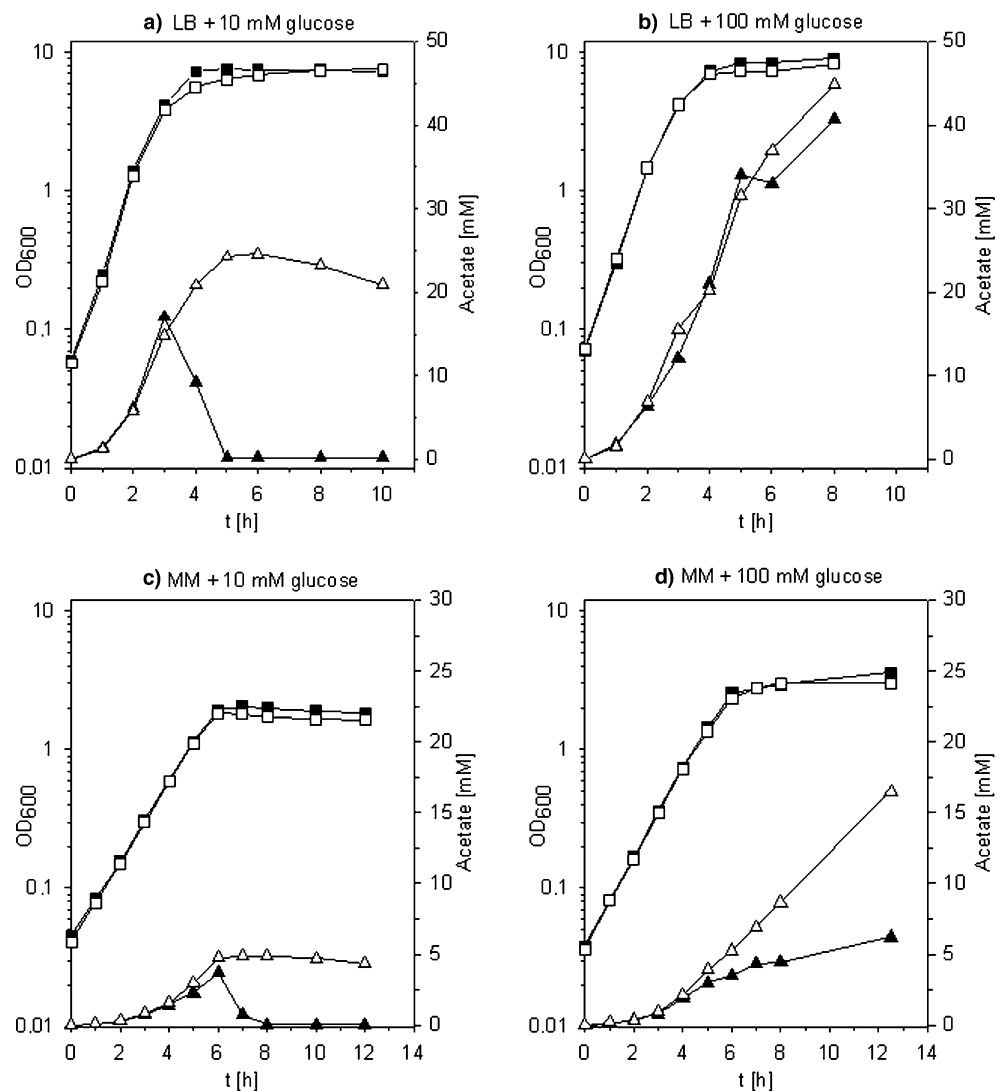 a) LB + 10 mM glucose
10
1
0.1
0.01
OD600
50
40
30
20
10
0
Acetate [mM]
0 2 4 6 8 10
t [h]
b) LB + 100 mM glucose
10
1
0.1
0.01
OD600
50
40
30
20
10
0
Acetate [mM]
0 2 4 6 8 10
t [h]
c) MM + 10 mM glucose
10
1
0.1
0.01
OD600
30
25
20
15
10
5
0
Acetate [mM]
0 2 4 6 8 10 12 14
t [h]
d) MM + 100 mM glucose
10
1
0.1
0.01
OD600
30
25
20
15
10
5
0
Acetate [mM]
0 2 4 6 8 10 12 14
t [h]